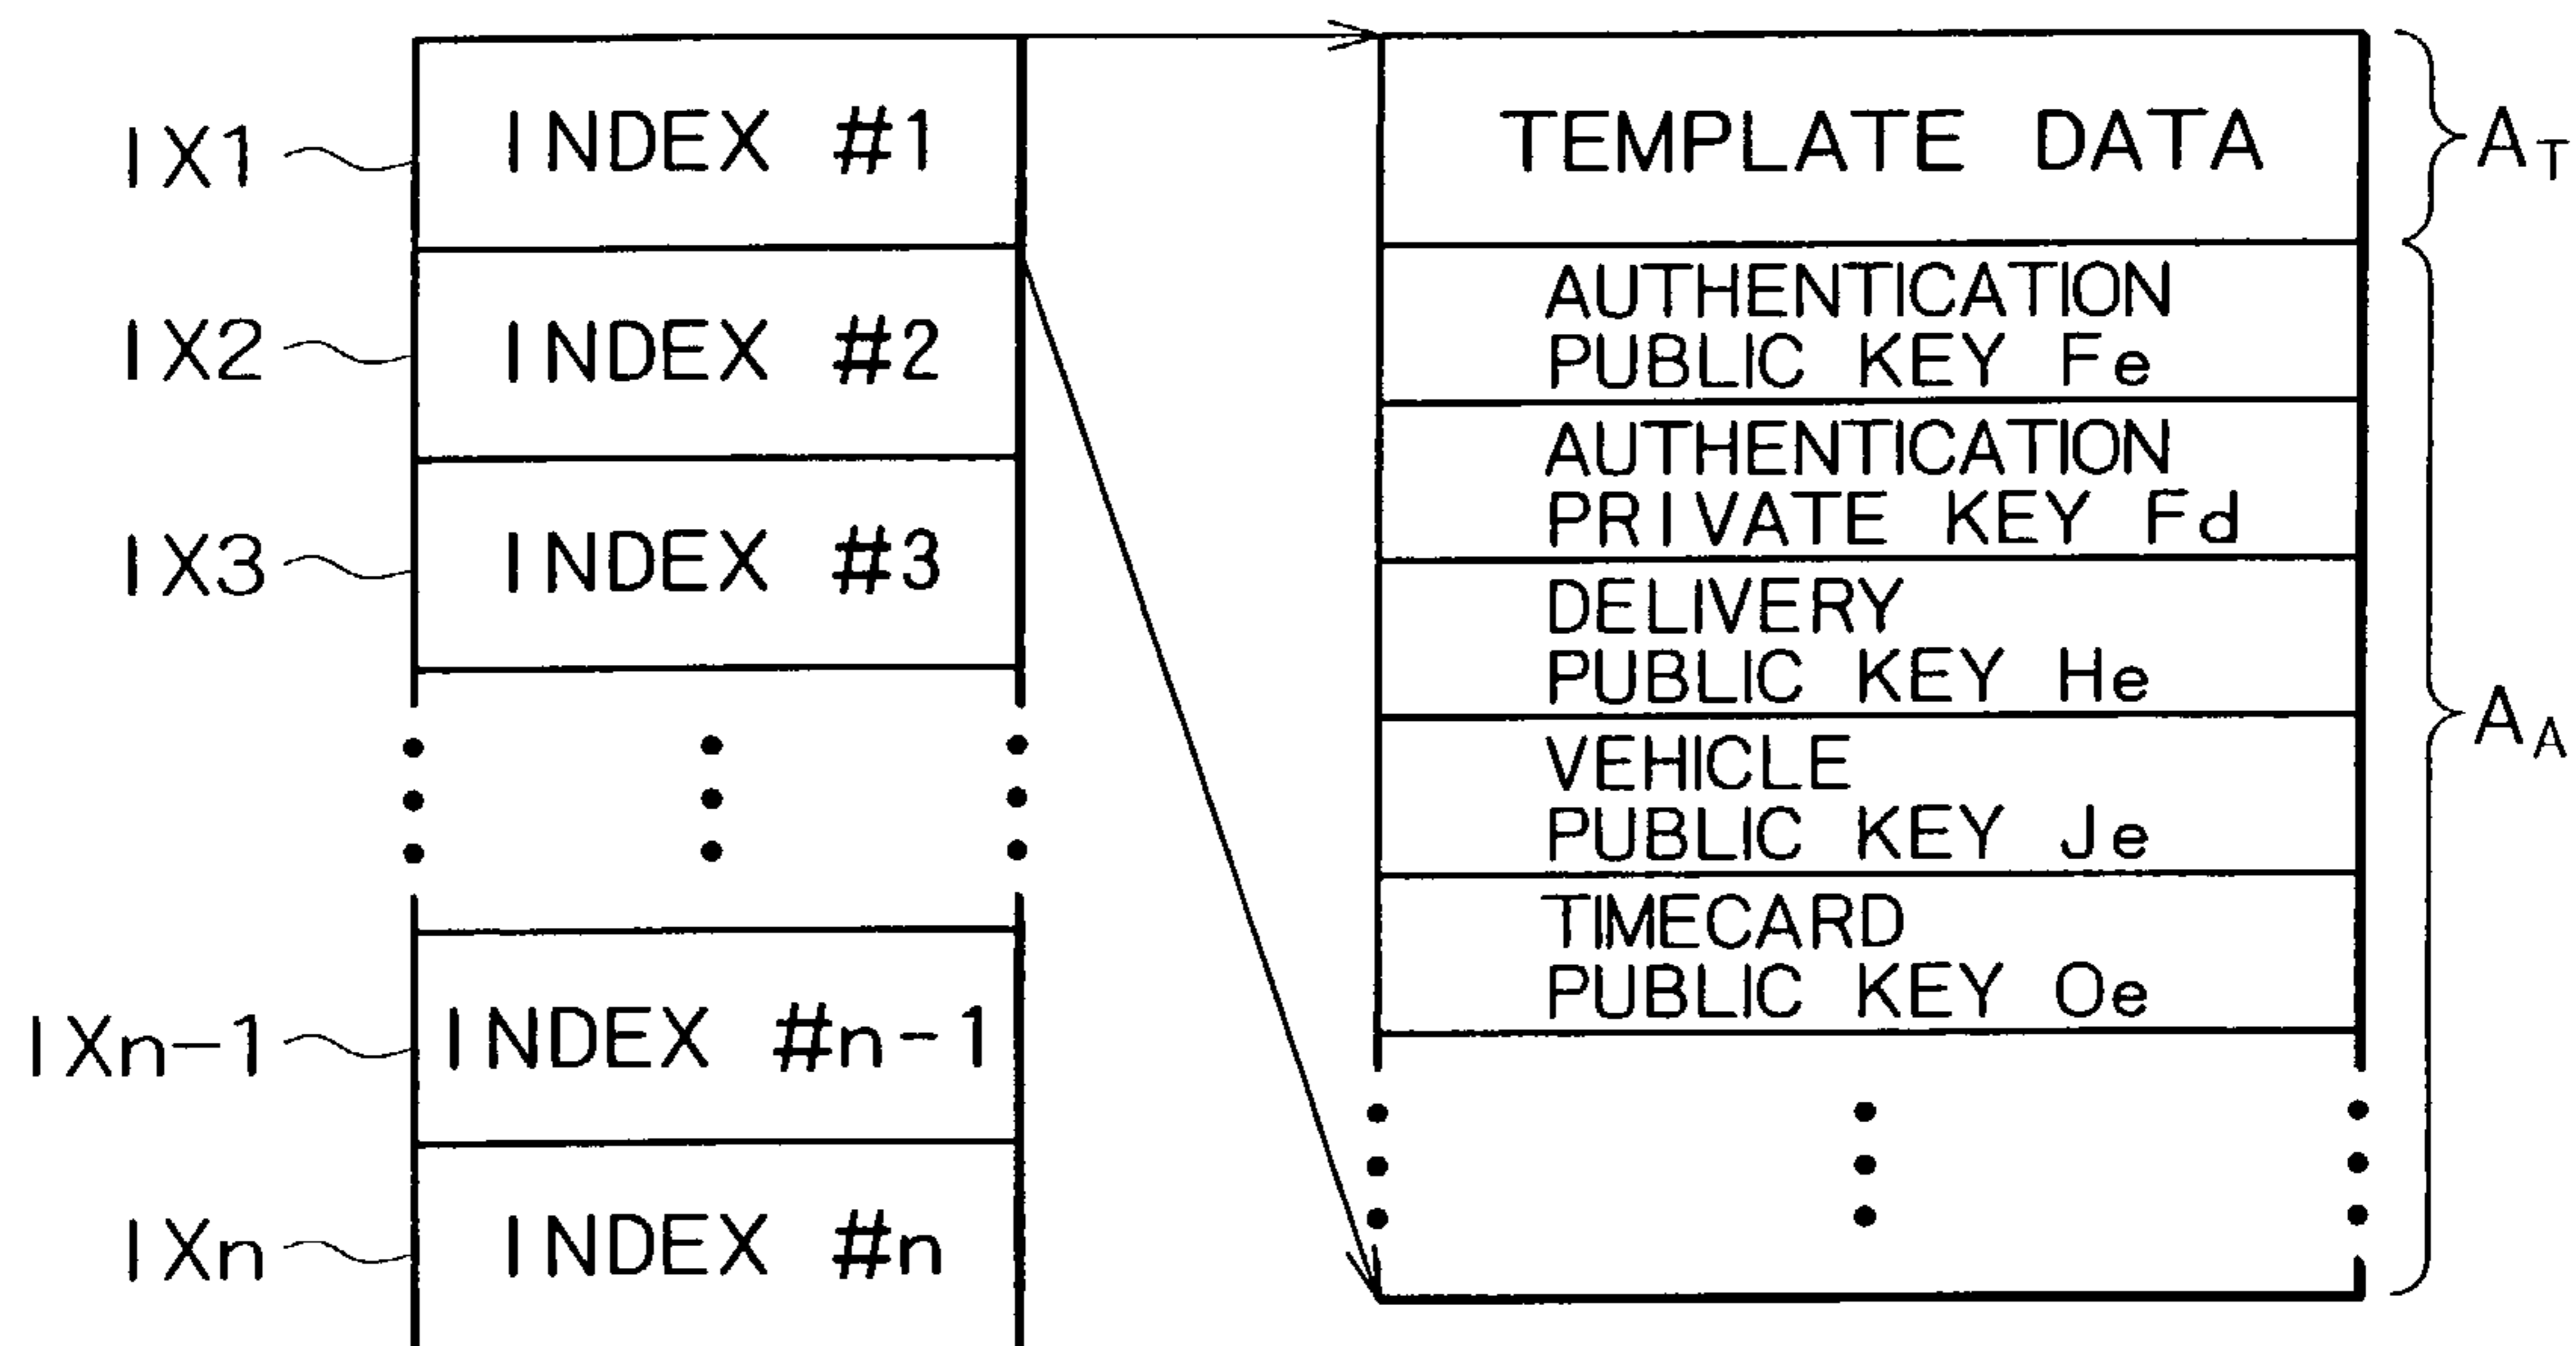 IX1
INDEX #1
IX2
INDEX #2
IX3
INDEX #3
IXn-1
INDEX #n-1
IXn
INDEX #n
TEMPLATE DATA
AUTHENTICATION
PUBLIC KEY Fe
AUTHENTICATION
PRIVATE KEY Fd
DELIVERY
PUBLIC KEY He
VEHICLE
PUBLIC KEY Je
TIMECARD
PUBLIC KEY Oe
AT
AA